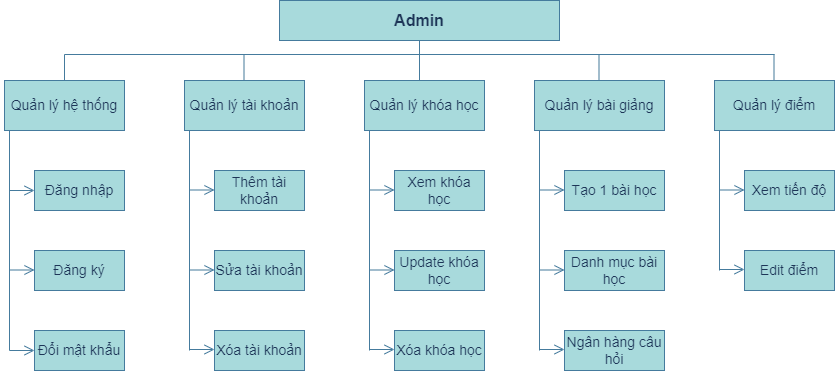 Admin
Quản lý hệ thống
Quản lý tài khoản
Quản lý khóa học
Quản lý bài giảng
Quản lý điểm
Đăng nhập
Thêm tài
khoản
Xem khóa
học
Tạo 1 bài học
Xem tiến độ
Đăng ký
Sửa tài khoản
Update khóa
học
Danh mục bài
học
Edit điểm
Đổi mật khẩu
Xóa tài khoản
Xóa khóa học
Ngân hàng câu
hỏi